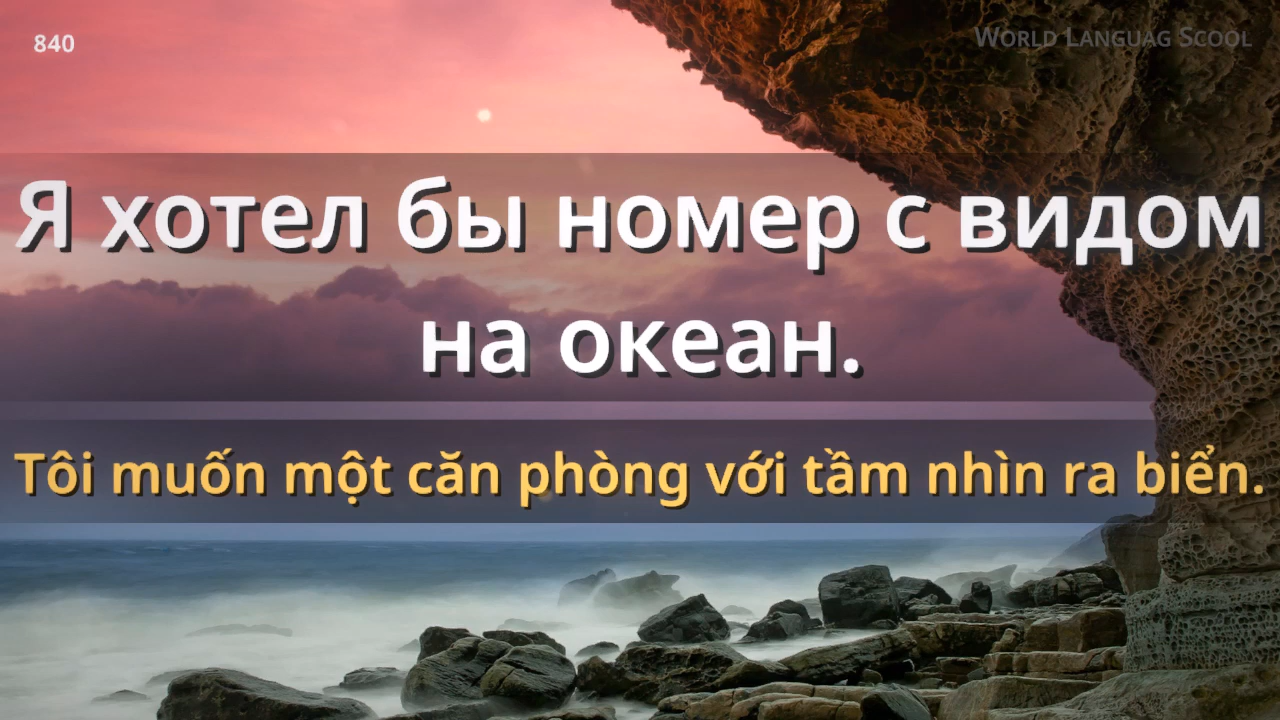 840
WORLD LANGUAG SCOOL
Я хотел бы номер с видом
на океан.
Tôi muốn một căn phòng với tầm nhìn ra biển.